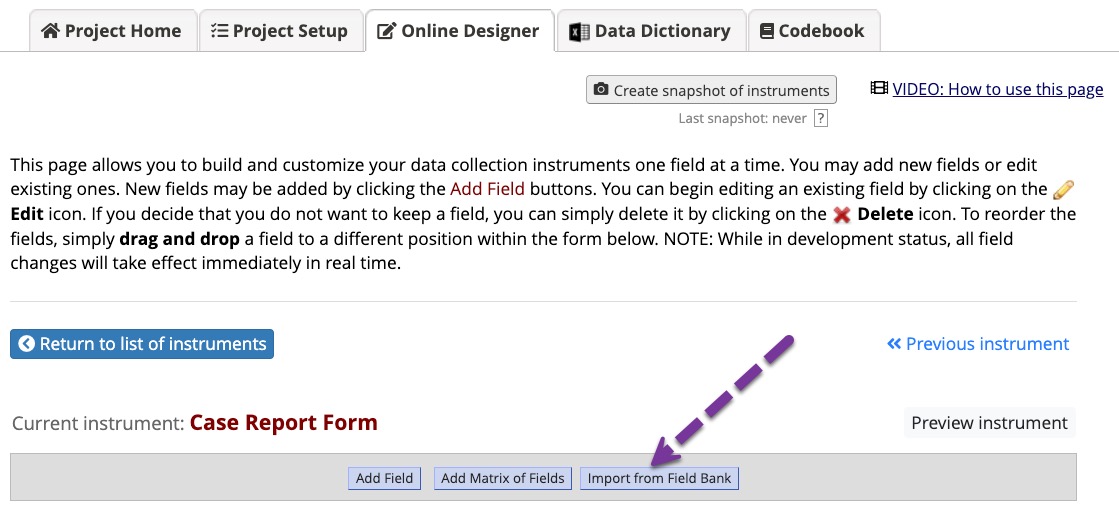 Project Home Project Setup Online Designer Data Dictionary Codebook
Create snapshot of instruments VIDEO: How to use this page
Last snapshot: never ?
This page allows you to build and customize your data collection instruments one field at a time. You may add new fields or edit
existing ones. New fields may be added by clicking the Add Field buttons. You can begin editing an existing field by clicking on the
Edit icon. If you decide that you do not want to keep a field, you can simply delete it by clicking on the Delete icon. To reorder the
fields, simply drag and drop a field to a different position within the form below. NOTE: While in development status, all field
changes will take effect immediately in real time.
Return to list of instruments Previous instrument
Current instrument: Case Report Form Preview instrument
Add Field Add Matrix of Fields Import from Field Bank